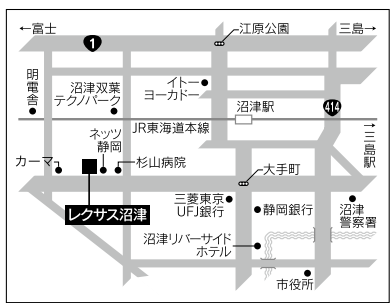 ←富士
江原公園
三島→
1
明電舎
沼津双葉
テクノパーク
イトー
ヨーカドー
沼津駅
414
JR東海道本線
→三島駅
ネッツ
静岡
カーマ
杉山病院
大手町
レクサス沼津
三菱東京
UFJ銀行
静岡銀行
沼津
警察署
沼津リバーサイド
ホテル
市役所